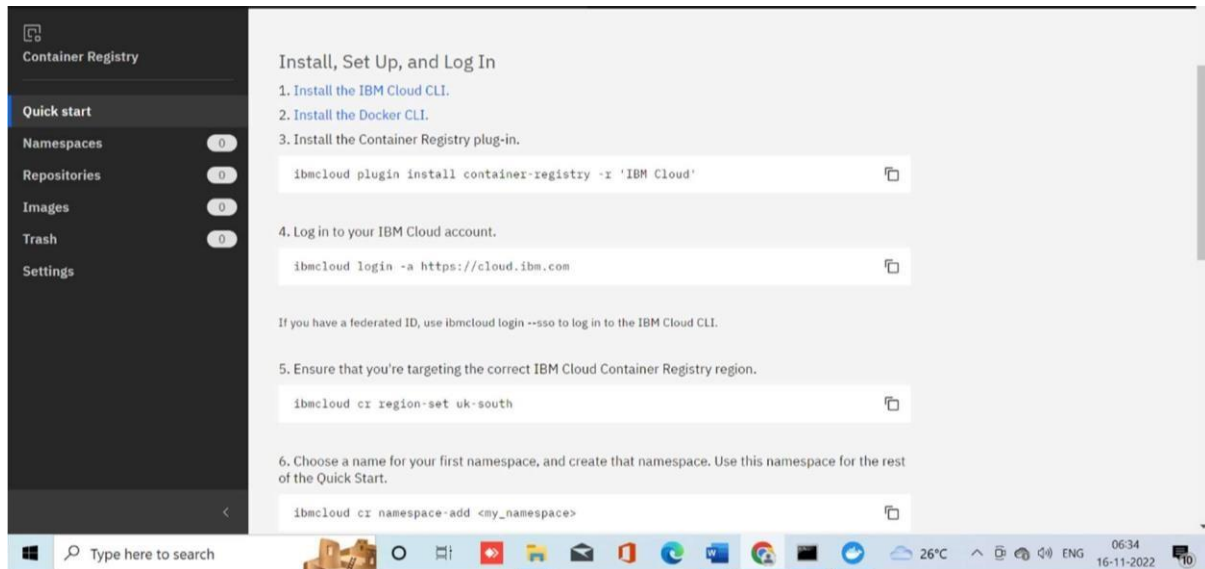 Container Registry
Quick start
Namespaces 0
Repositories 0
Images 0
Trash 0
Settings
Install, Set Up, and Log In
1. Install the IBM Cloud CLI.
2. Install the Docker CLI.
3. Install the Container Registry plug-in.
ibmcloud plugin install container-registry -r 'IBM Cloud'
4. Log in to your IBM Cloud account.
ibmcloud login -a https://cloud.ibm.com
If you have a federated ID, use ibmcloud login --sso to log in to the IBM Cloud CLI.
5. Ensure that you're targeting the correct IBM Cloud Container Registry region.
ibmcloud cr region-set uk-south
6. Choose a name for your first namespace, and create that namespace. Use this namespace for the rest
of the Quick Start.
ibmcloud cr namespace-add <my_namespace>
Type here to search
26°C
ENG
06:34
16-11-2022
10